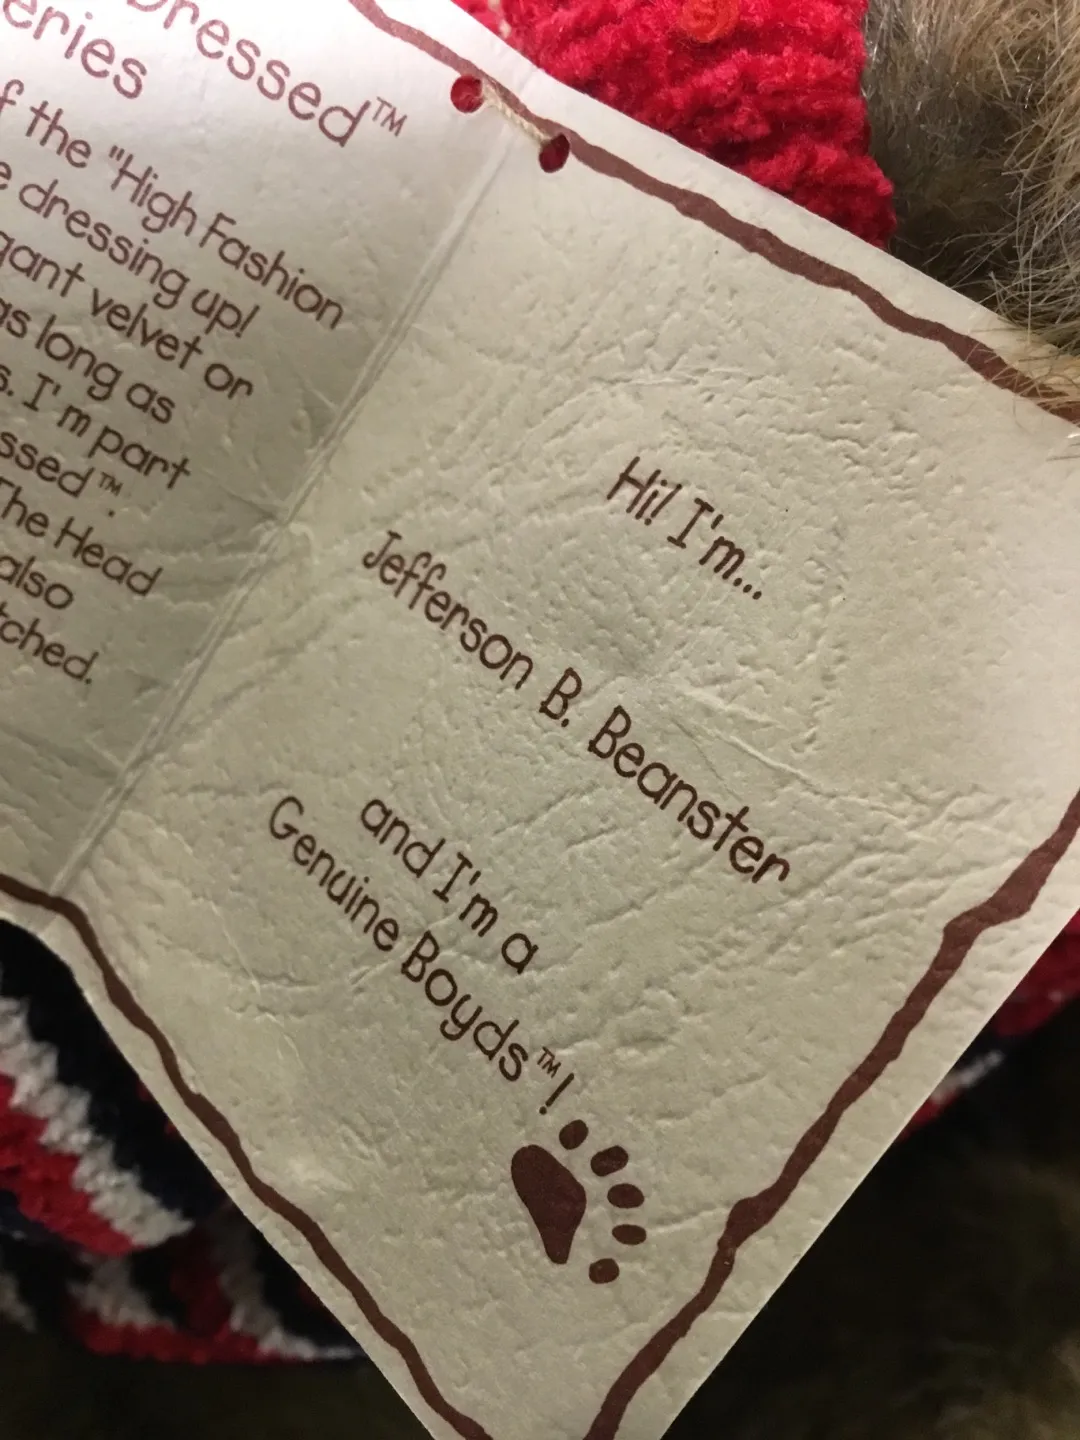 Dressed™
eries
f the "High Fashion
e dressing up!
gant velvet or
as long as
s. I'm part
ssed™.
The Head
also
tched.
Hi! I'm...
Jefferson B. Beanster
and I'm a
Genuine Boyds™!